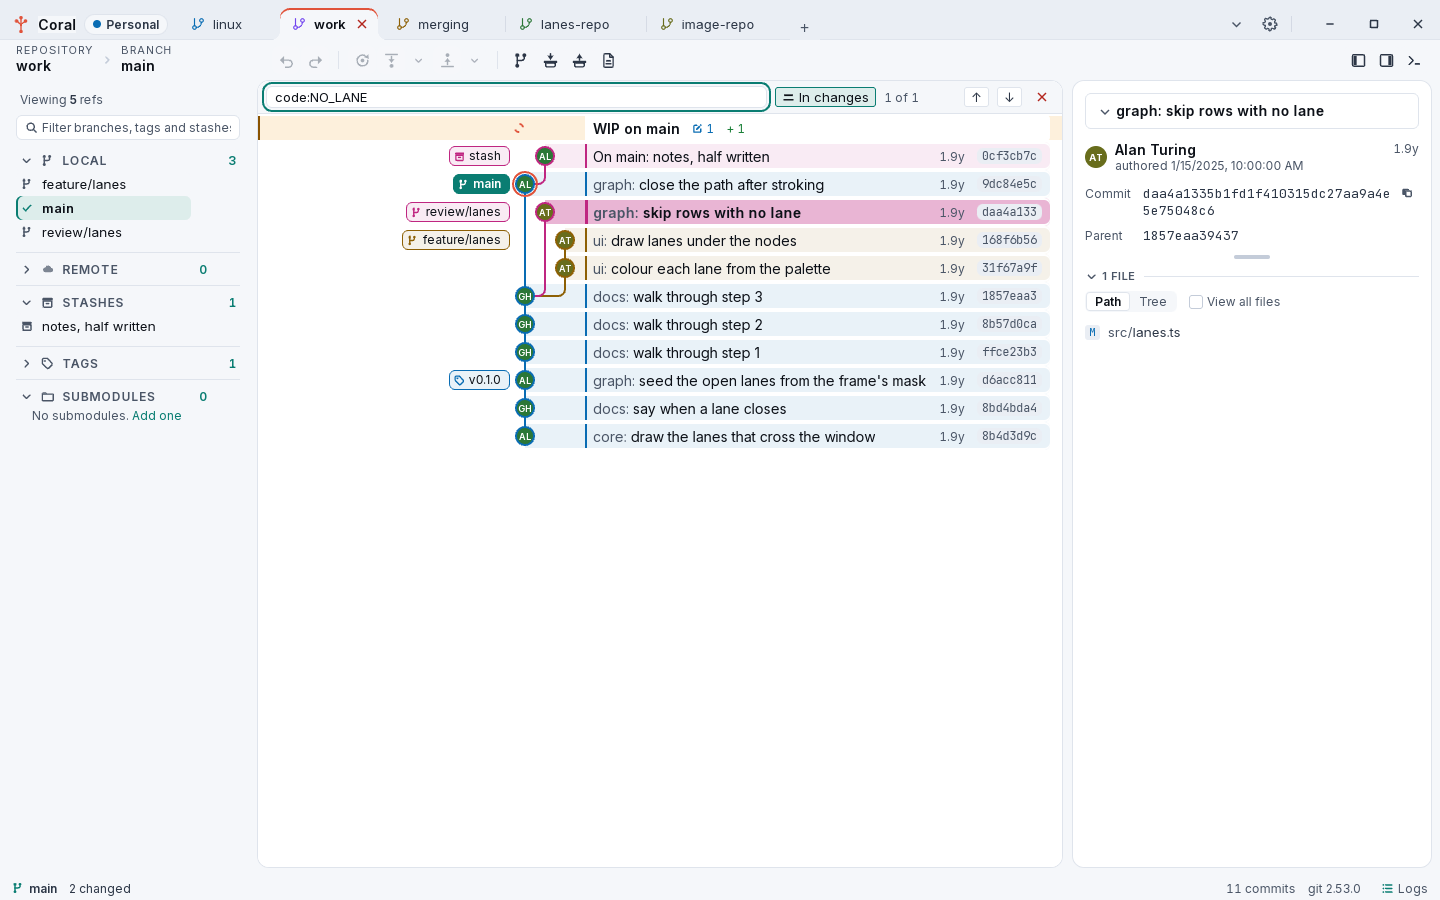 Coral
Personal
linux
work
merging
lanes-repo
image-repo
REPOSITORY
work
BRANCH
main
Viewing 5 refs
Filter branches, tags and stashes
LOCAL 3
feature/lanes
main
review/lanes
REMOTE 0
STASHES 1
notes, half written
TAGS 1
SUBMODULES 0
No submodules. Add one
code:NO_LANE
In changes
1 of 1
WIP on main 1 + 1
stash AL On main: notes, half written 1.9y 0cf3cb7c
main AL graph: close the path after stroking 1.9y 9dc84e5c
review/lanes AT graph: skip rows with no lane 1.9y daa4a133
feature/lanes AT ui: draw lanes under the nodes 1.9y 168f6b56
AT ui: colour each lane from the palette 1.9y 31f67a9f
GH docs: walk through step 3 1.9y 1857eaa3
GH docs: walk through step 2 1.9y 8b57d0ca
GH docs: walk through step 1 1.9y ffce23b3
v0.1.0 AL graph: seed the open lanes from the frame's mask 1.9y d6acc811
GH docs: say when a lane closes 1.9y 8bd4bda4
AL core: draw the lanes that cross the window 1.9y 8b4d3d9c
graph: skip rows with no lane
AT Alan Turing 1.9y
authored 1/15/2025, 10:00:00 AM
Commit daa4a1335b1fd1f410315dc27aa9a4e
5e75048c6
Parent 1857eaa39437
1 FILE
Path Tree View all files
M src/lanes.ts
main 2 changed
11 commits git 2.53.0 Logs